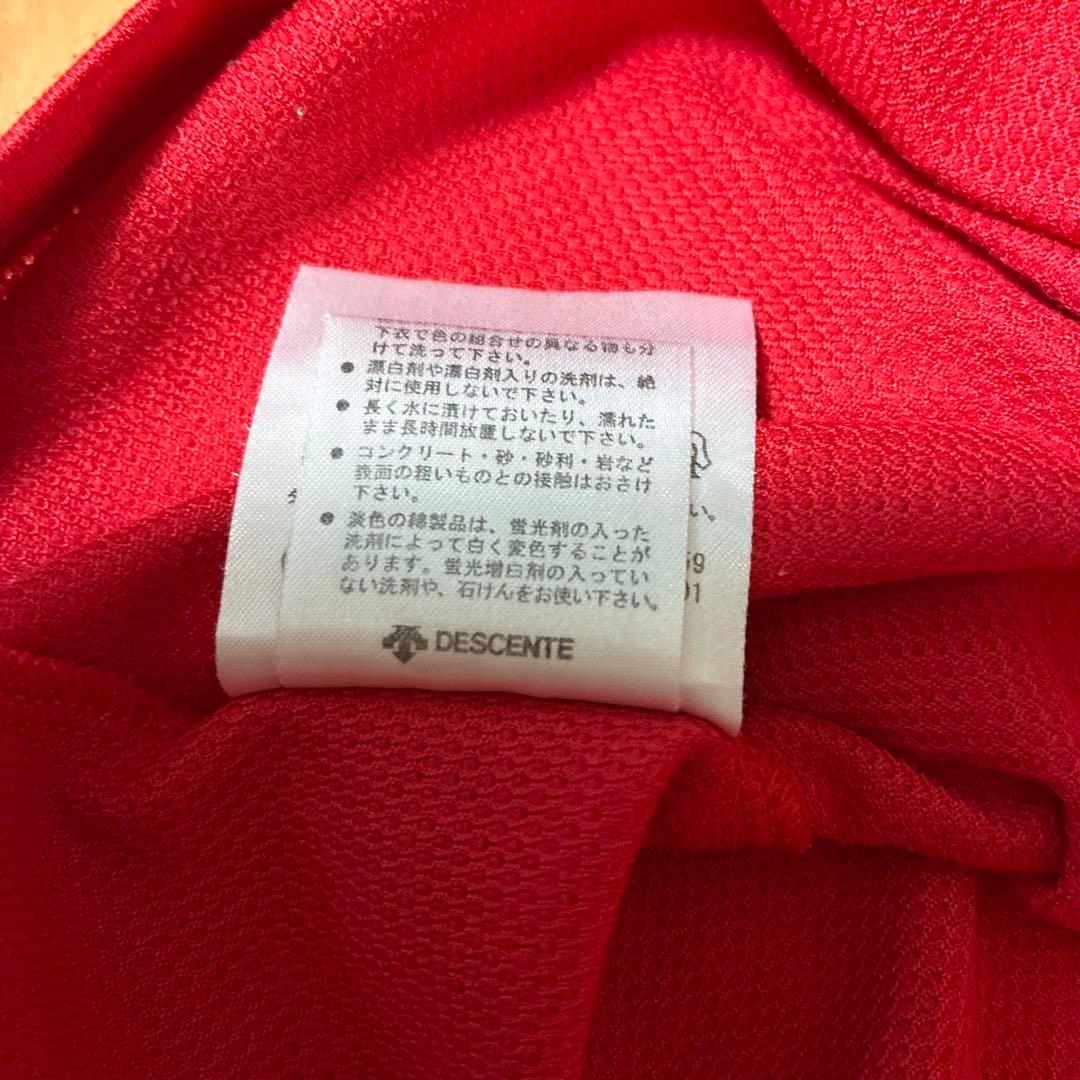 下衣で色の組合せの異なる物も分
けて洗って下さい。
● 漂白剤や漂白剤入りの洗剤は、絶
対に使用しないで下さい。
● 長く水に漬けておいたり、濡れた
まま長時間放置しないで下さい。
● コンクリート・砂・砂利・岩など
表面の粗いものとの接触はおさけ
下さい。
● 淡色の綿製品は、蛍光剤の入った
洗剤によって白く変色することが
あります。蛍光増白剤の入ってい
ない洗剤や、石けんをお使い下さい。
DESCENTE
い。
59
01